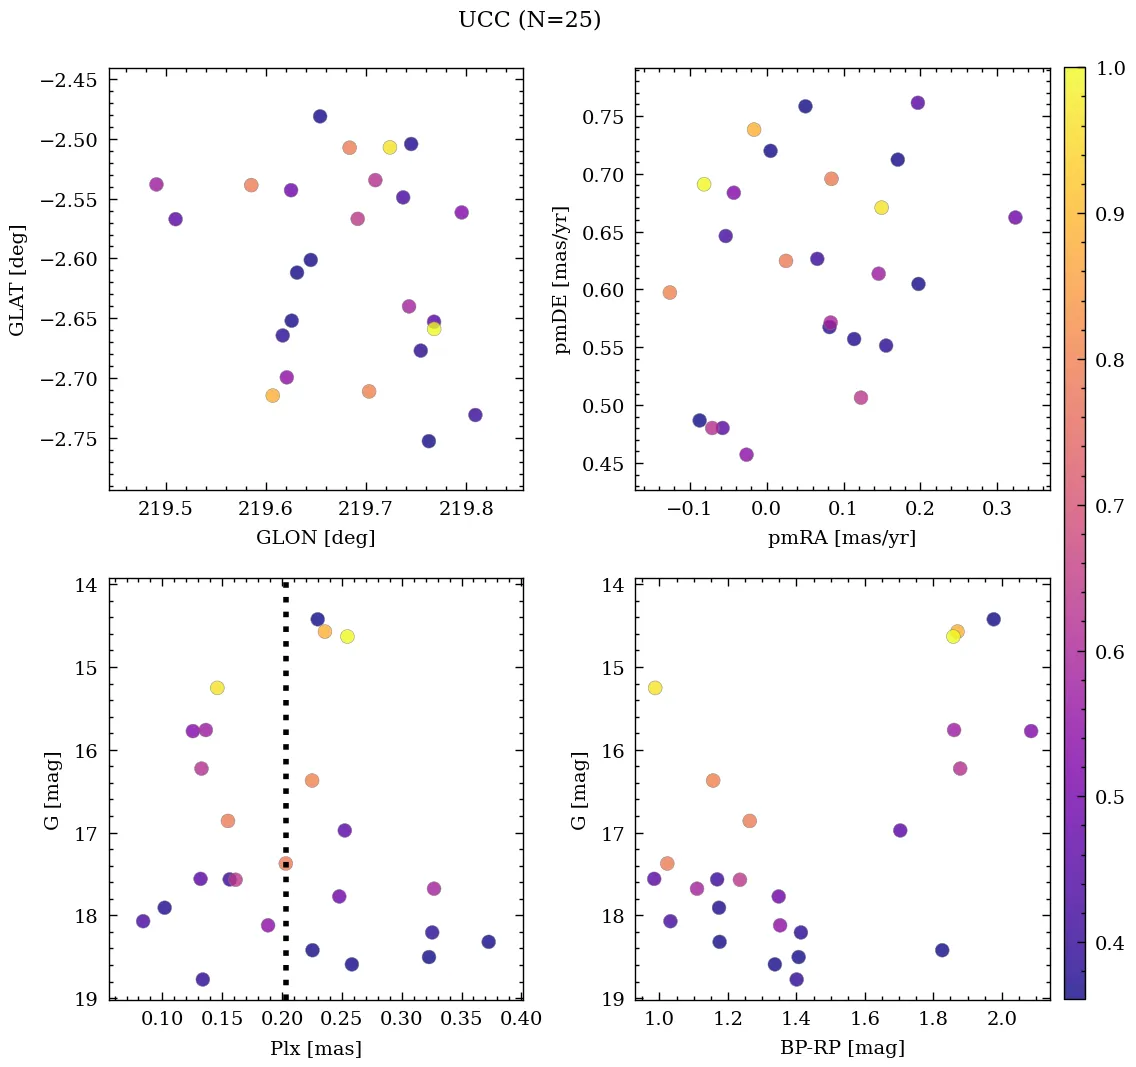 UCC (N=25)
−2.45
−2.50
−2.55
−2.60
−2.65
−2.70
−2.75
GLAT [deg]
219.5 219.6 219.7 219.8
GLON [deg]
0.75
0.70
0.65
0.60
0.55
0.50
0.45
pmDE [mas/yr]
−0.1 0.0 0.1 0.2 0.3
pmRA [mas/yr]
1.0
0.9
0.8
0.7
0.6
0.5
0.4
14
15
16
17
18
19
G [mag]
0.10 0.15 0.20 0.25 0.30 0.35 0.40
Plx [mas]
14
15
16
17
18
19
G [mag]
1.0 1.2 1.4 1.6 1.8 2.0
BP-RP [mag]